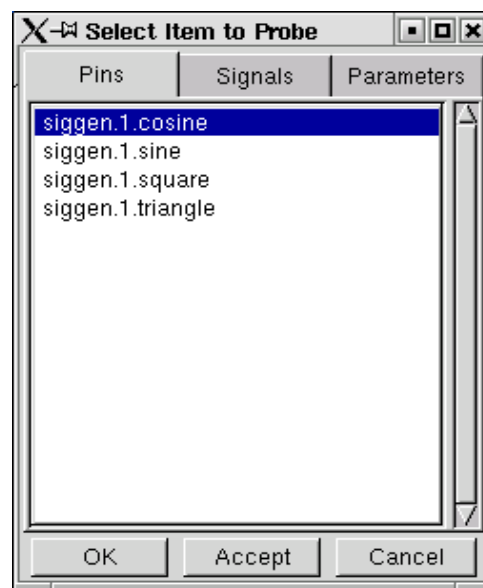 Select Item to Probe
Pins Signals Parameters
siggen.1.cosine
siggen.1.sine
siggen.1.square
siggen.1.triangle
OK Accept Cancel